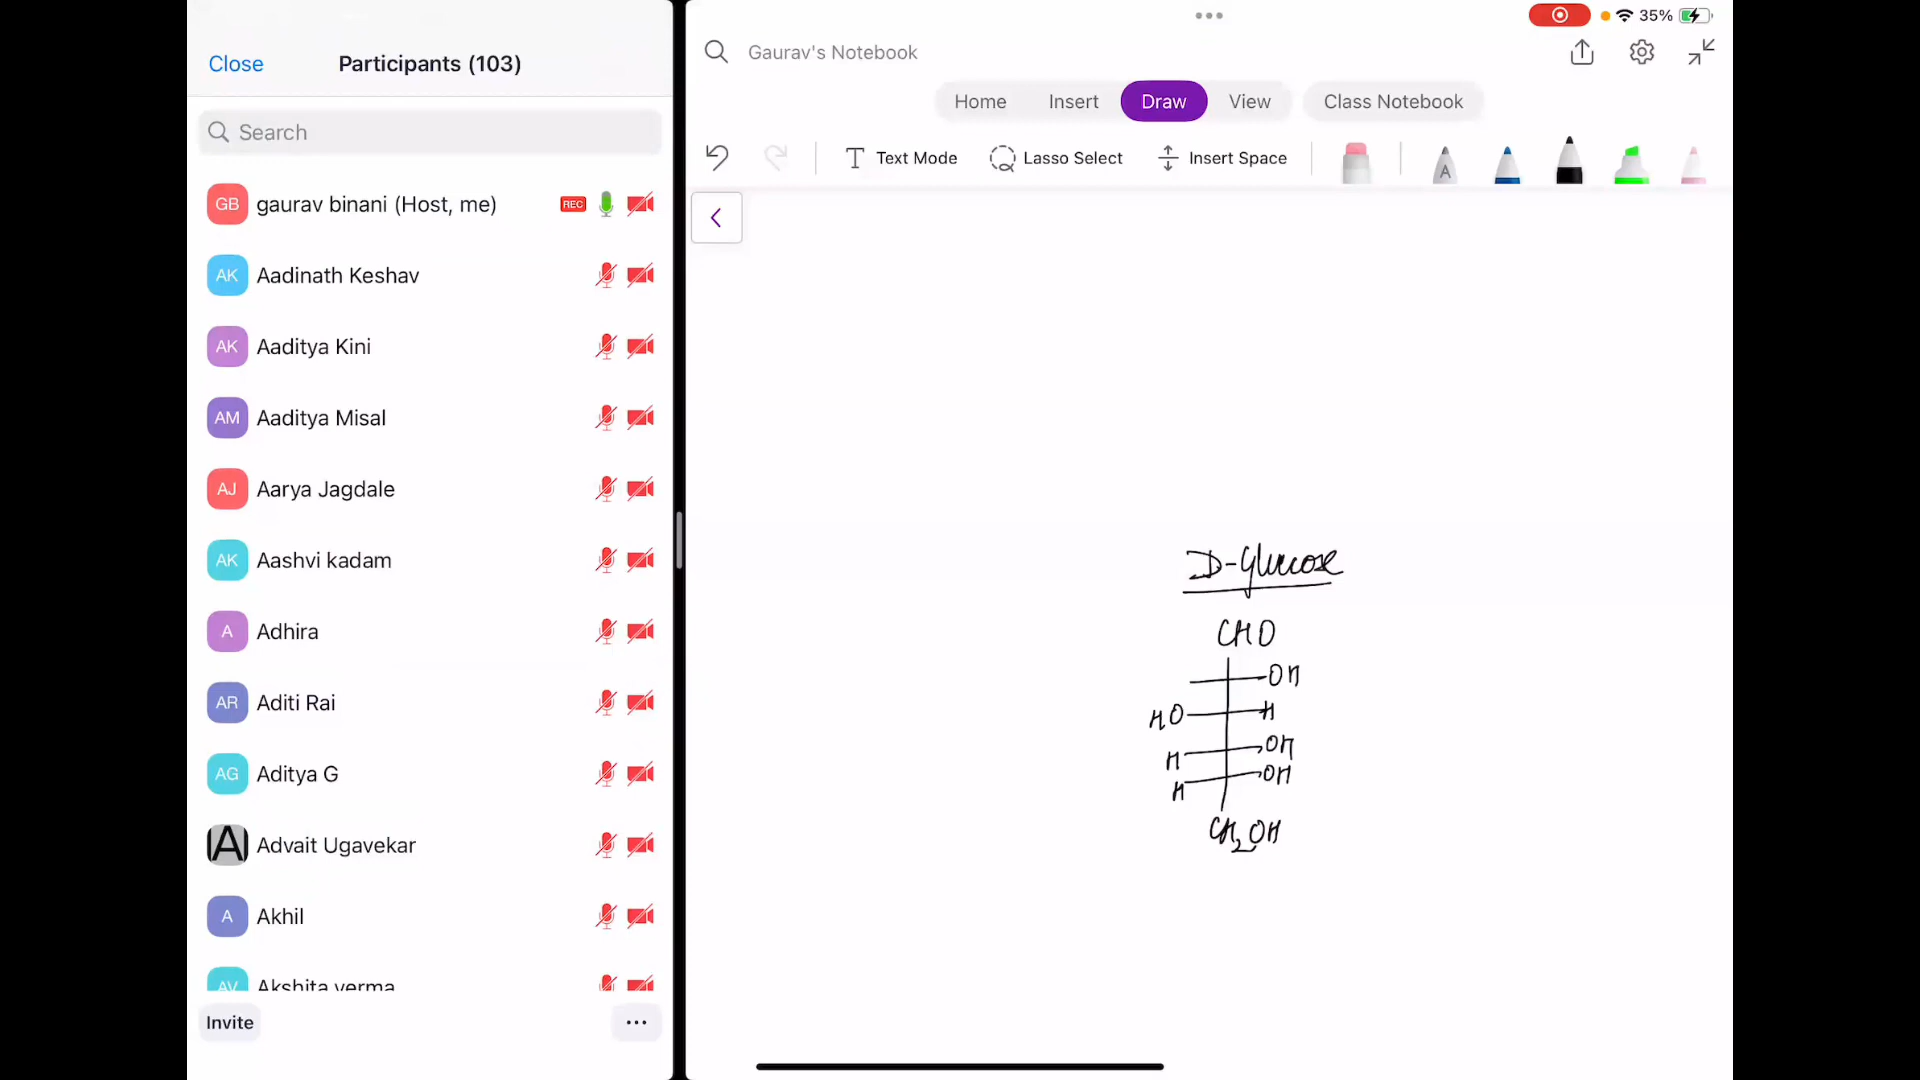 35%
Close
Participants (103)
Gaurav's Notebook
Home Insert Draw View Class Notebook
Search
Text Mode Lasso Select Insert Space
A
GB gaurav binani (Host, me) REC
AK Aadinath Keshav
AK Aaditya Kini
AM Aaditya Misal
AJ Aarya Jagdale
AK Aashvi kadam
A Adhira
AR Aditi Rai
AG Aditya G
A Advait Ugavekar
A Akhil
AV Akshita verma
Invite
D-Glucose
CHO
OH
HO H
H OH
H OH
CH2OH